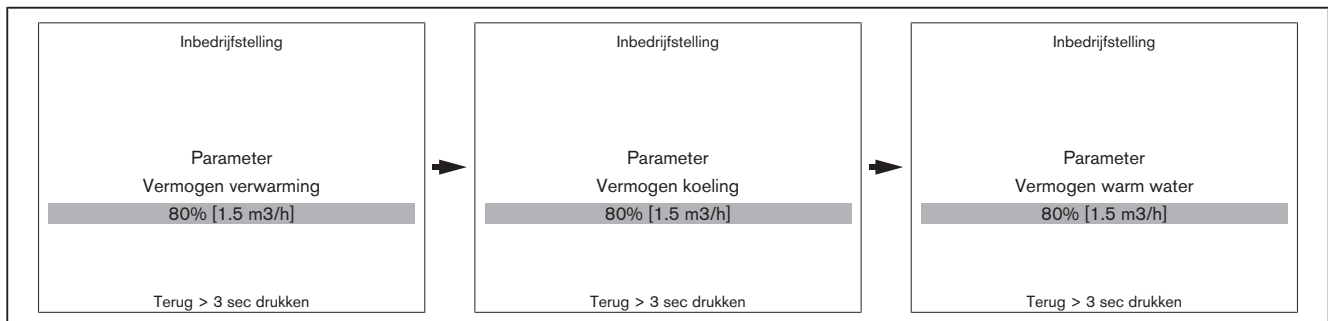 Inbedrijfstelling
Parameter
Vermogen verwarming
80% [1.5 m3/h]
Terug > 3 sec drukken
Inbedrijfstelling
Parameter
Vermogen koeling
80% [1.5 m3/h]
Terug > 3 sec drukken
Inbedrijfstelling
Parameter
Vermogen warm water
80% [1.5 m3/h]
Terug > 3 sec drukken